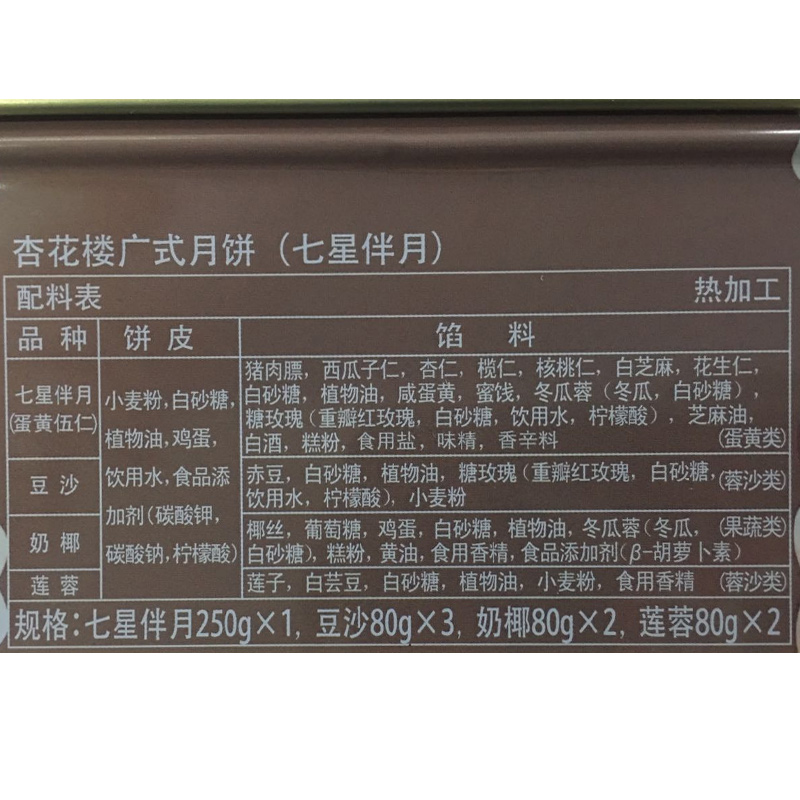 杏花楼广式月饼（七星伴月）
配料表 热加工
品种 饼皮 馅料
七星伴月
(蛋黄伍仁)
小麦粉,白砂糖,
植物油,鸡蛋,
饮用水,食品添
加剂(碳酸钾,
碳酸钠,柠檬酸)
猪肉膘，西瓜子仁，杏仁，榄仁，核桃仁，白芝麻，花生仁，
白砂糖，植物油，咸蛋黄，蜜饯，冬瓜蓉（冬瓜，白砂糖），
糖玫瑰（重瓣红玫瑰，白砂糖，饮用水，柠檬酸），芝麻油，
白酒，糕粉，食用盐，味精，香辛料 (蛋黄类)
豆沙
赤豆，白砂糖，植物油，糖玫瑰（重瓣红玫瑰，白砂糖， (蓉沙类)
饮用水，柠檬酸），小麦粉
奶椰
椰丝，葡萄糖，鸡蛋，白砂糖，植物油，冬瓜蓉（冬瓜， (果蔬类)
白砂糖），糕粉，黄油，食用香精，食品添加剂（β-胡萝卜素）
莲蓉
莲子，白芸豆，白砂糖，植物油，小麦粉，食用香精 (蓉沙类)
规格：七星伴月250g×1，豆沙80g×3，奶椰80g×2，莲蓉80g×2